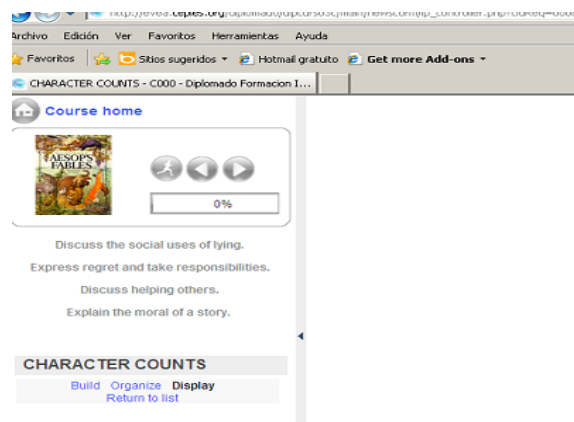 Archivo Edición Ver Favoritos Herramientas Ayuda
Favoritos Sitios sugeridos Hotmail gratuito Get more Add-ons
CHARACTER COUNTS - C000 - Diplomado Formacion I...
Course home
AESOP'S
FABLES
0%
Discuss the social uses of lying.
Express regret and take responsibilities.
Discuss helping others.
Explain the moral of a story.
CHARACTER COUNTS
Build Organize Display
Return to list